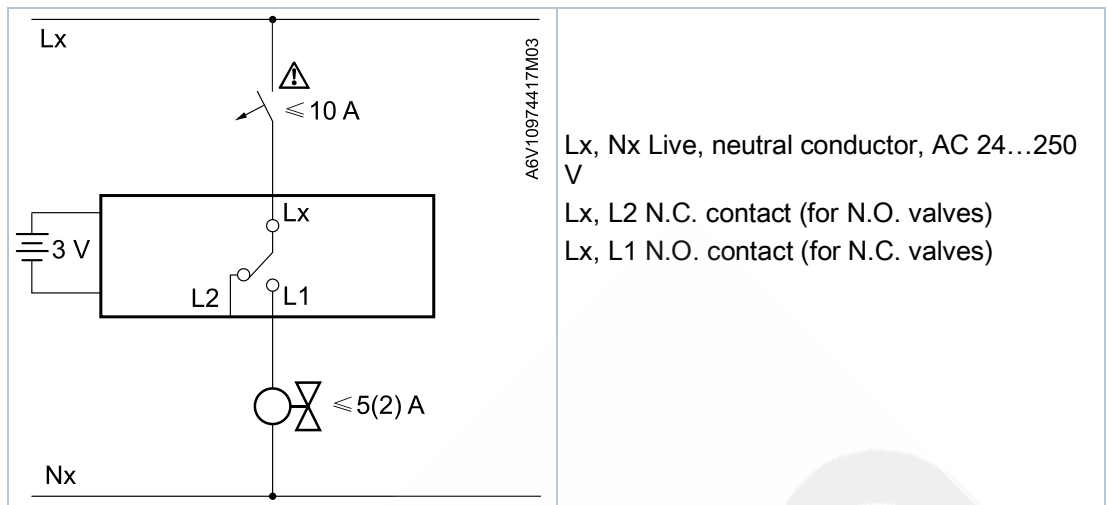 Lx
A6V10974417M03
⚠
≤ 10 A
Lx
3 V
L2
L1
≤ 5(2) A
Nx
Lx, Nx Live, neutral conductor, AC 24…250
V
Lx, L2 N.C. contact (for N.O. valves)
Lx, L1 N.O. contact (for N.C. valves)